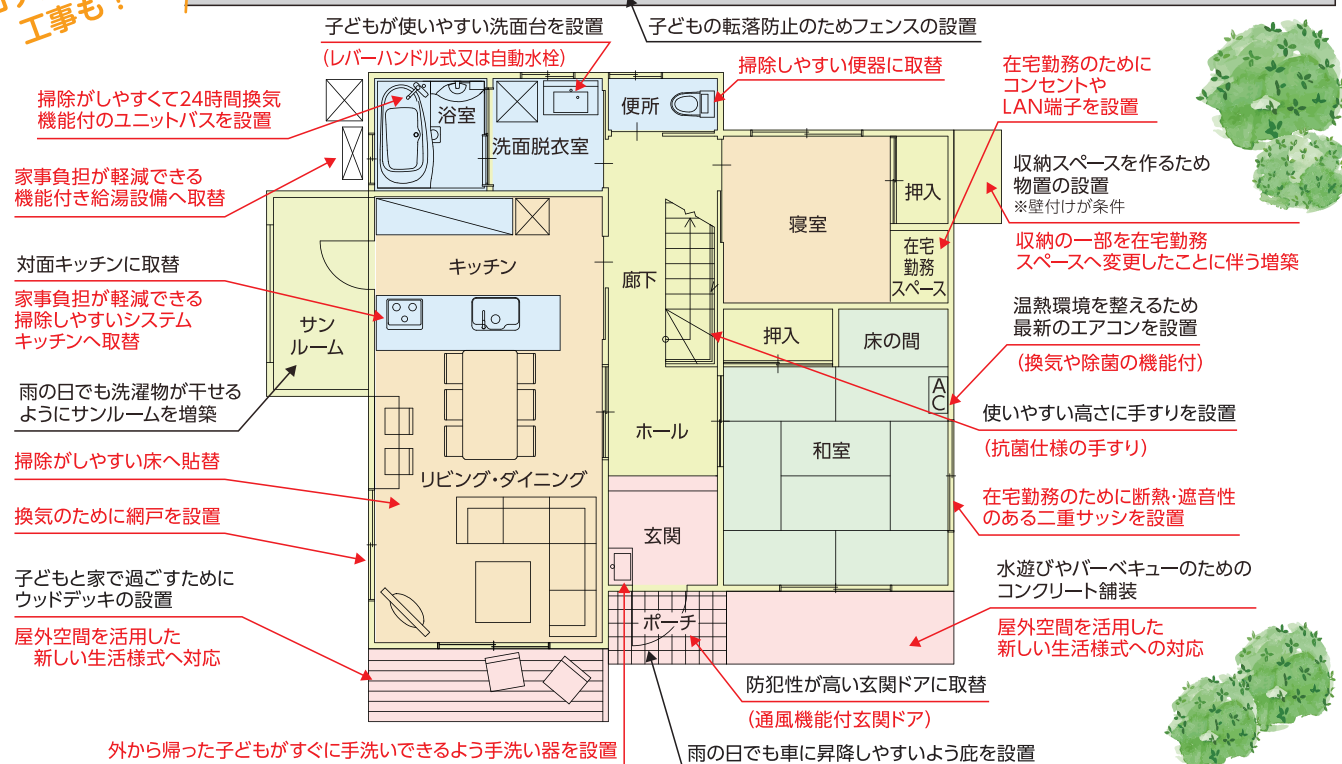 工事も！
子どもが使いやすい洗面台を設置
（レバーハンドル式又は自動水栓）
子どもの転落防止のためフェンスの設置
掃除しやすい便器に取替
在宅勤務のために
コンセントや
LAN端子を設置
掃除がしやすくて24時間換気
機能付のユニットバスを設置
浴室
洗面脱衣室
便所
家事負担が軽減できる
機能付き給湯設備へ取替
収納スペースを作るため
物置の設置
※壁付けが条件
収納の一部を在宅勤務
スペースへ変更したことに伴う増築
押入
寝室
在宅
勤務
スペース
対面キッチンに取替
家事負担が軽減できる
掃除しやすいシステム
キッチンへ取替
キッチン
廊下
サン
ルーム
押入
床の間
温熱環境を整えるため
最新のエアコンを設置
（換気や除菌の機能付）
AC
雨の日でも洗濯物が干せる
ようにサンルームを増築
使いやすい高さに手すりを設置
（抗菌仕様の手すり）
ホール
和室
掃除がしやすい床へ貼替
リビング・ダイニング
換気のために網戸を設置
在宅勤務のために断熱・遮音性
のある二重サッシを設置
玄関
子どもと家で過ごすために
ウッドデッキの設置
屋外空間を活用した
新しい生活様式へ対応
水遊びやバーベキューのための
コンクリート舗装
屋外空間を活用した
新しい生活様式への対応
ポーチ
防犯性が高い玄関ドアに取替
（通風機能付玄関ドア）
外から帰った子どもがすぐに手洗いできるよう手洗い器を設置
雨の日でも車に昇降しやすいよう庇を設置